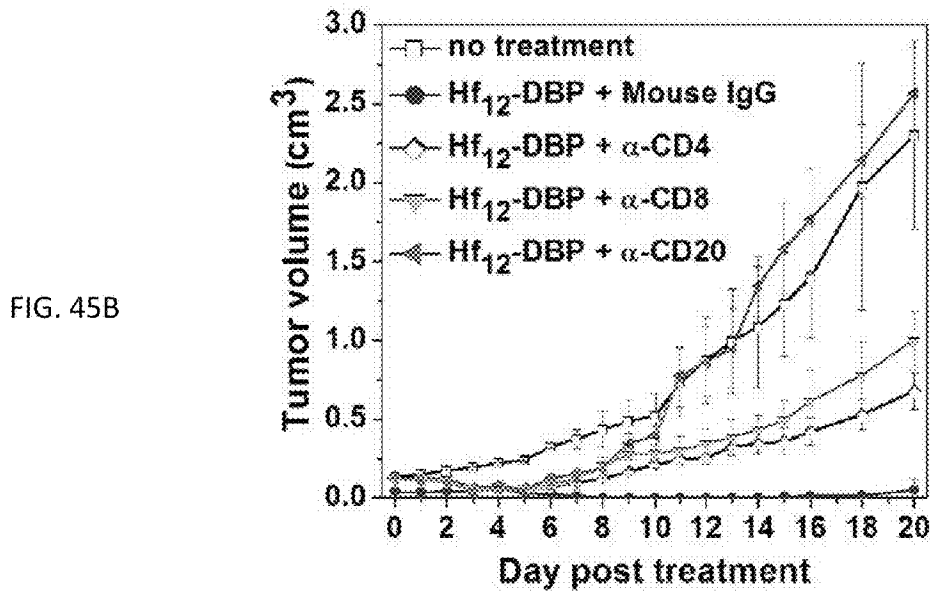 FIG. 45B
Tumor volume (cm³)
3.0
2.5
2.0
1.5
1.0
0.5
0.0
no treatment
Hf₁₂-DBP + Mouse IgG
Hf₁₂-DBP + α-CD4
Hf₁₂-DBP + α-CD8
Hf₁₂-DBP + α-CD20
0 2 4 6 8 10 12 14 16 18 20
Day post treatment